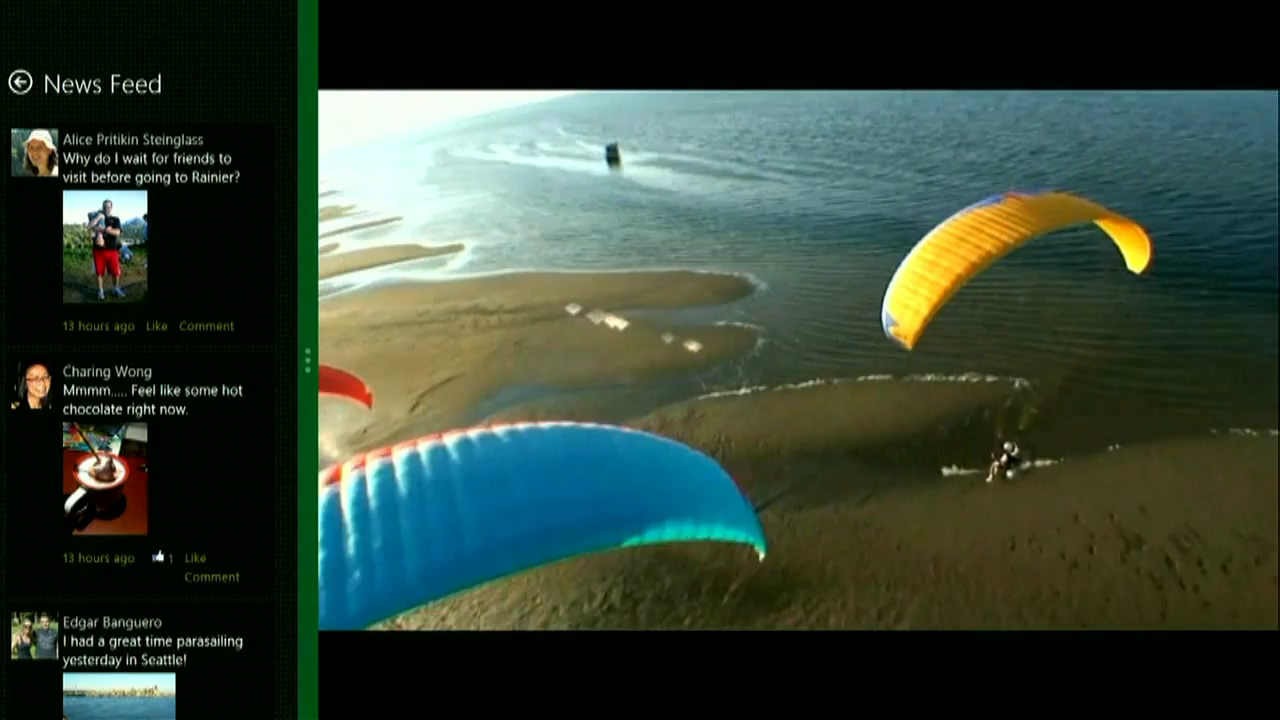 News Feed
Alice Pritikin Steinglass
Why do I wait for friends to
visit before going to Rainier?
13 hours ago Like Comment
Charing Wong
Mmmm..... Feel like some hot
chocolate right now.
13 hours ago 1 Like
Comment
Edgar Banguero
I had a great time parasailing
yesterday in Seattle!